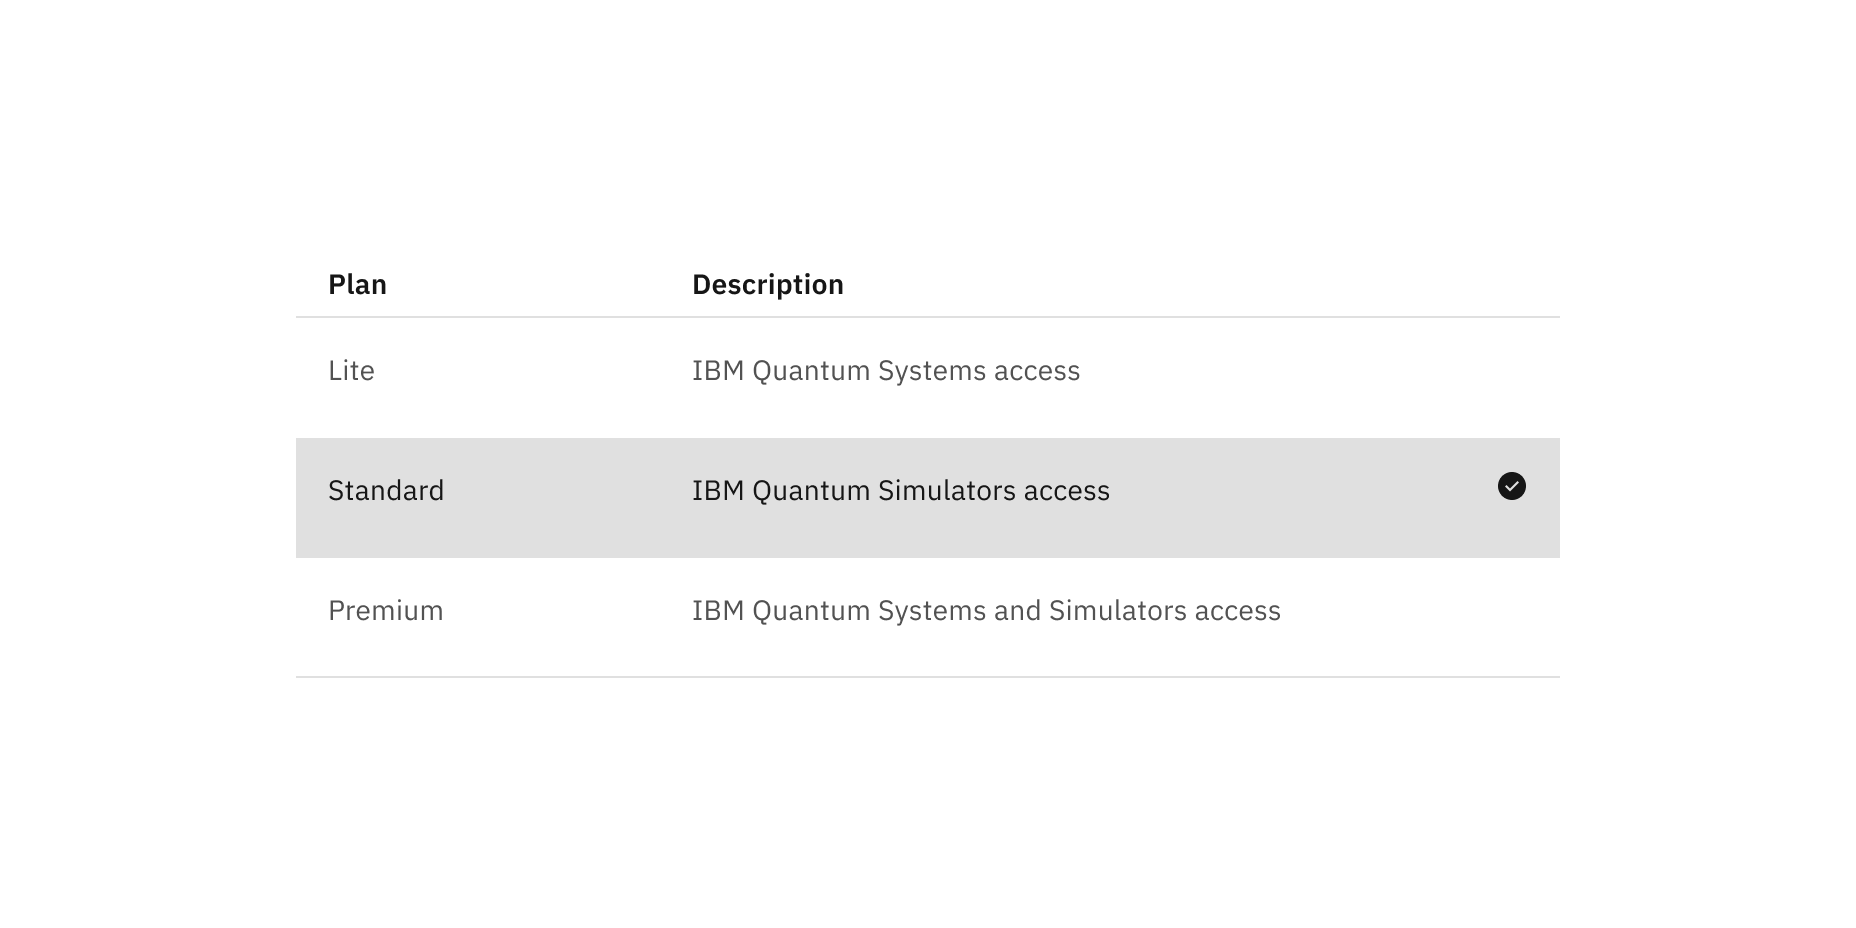 Plan Description
Lite IBM Quantum Systems access
Standard IBM Quantum Simulators access
Premium IBM Quantum Systems and Simulators access